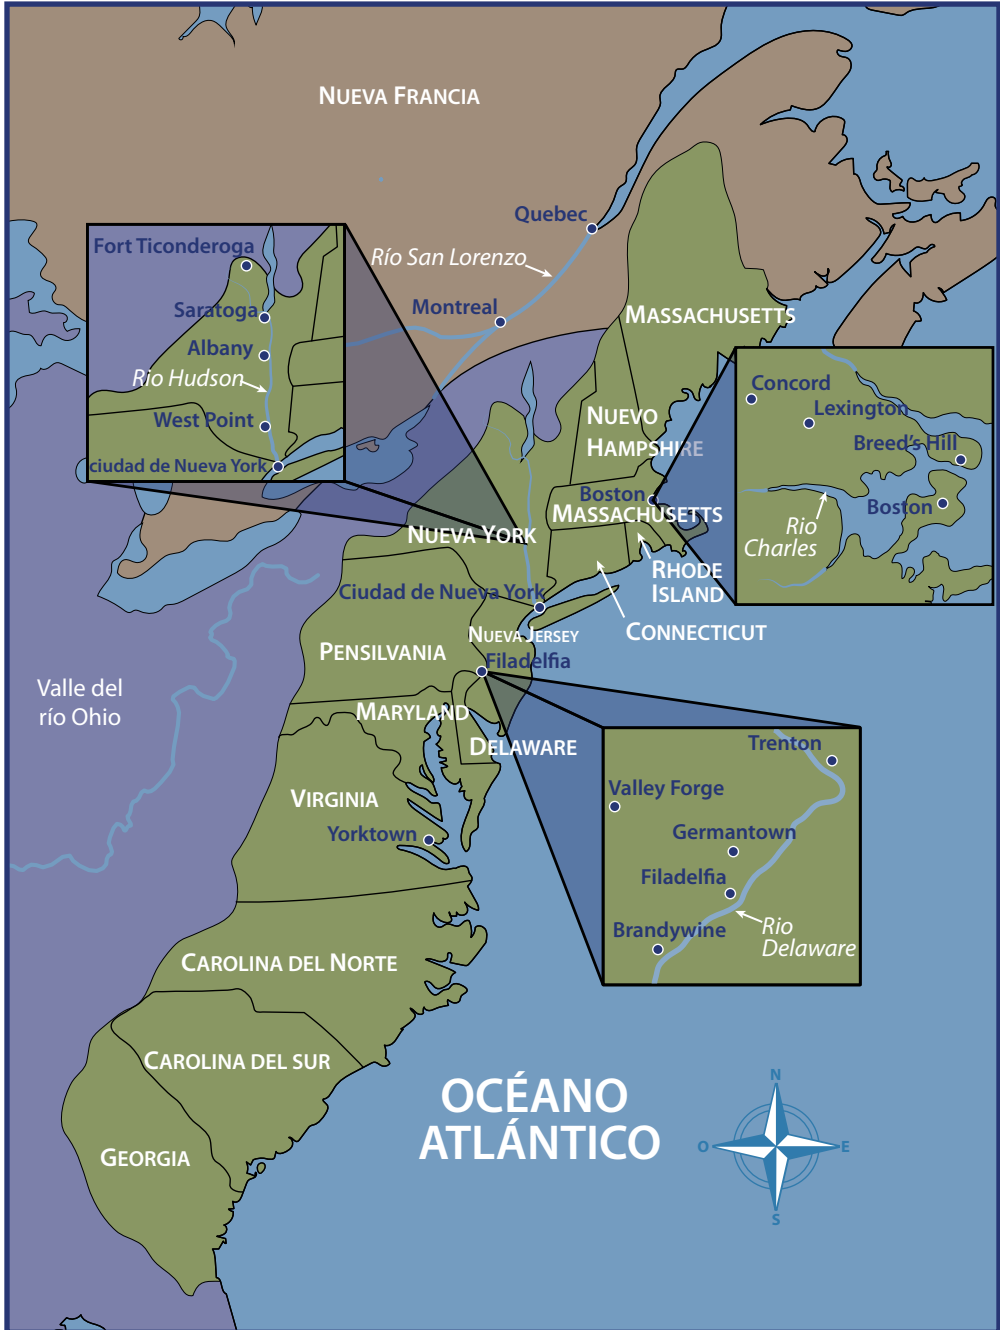 NUEVA FRANCIA
Quebec
Río San Lorenzo
Montreal
MASSACHUSETTS
Fort Ticonderoga
Saratoga
Albany
Rio Hudson
West Point
ciudad de Nueva York
NUEVO
HAMPSHIRE
Concord
Lexington
Breed's Hill
Boston
Rio
Charles
Boston
MASSACHUSETTS
NUEVA YORK
RHODE
ISLAND
Ciudad de Nueva York
CONNECTICUT
NUEVA JERSEY
PENSILVANIA
Filadelfia
Valle del
río Ohio
MARYLAND
DELAWARE
Trenton
Valley Forge
Germantown
Filadelfia
Brandywine
Rio
Delaware
VIRGINIA
Yorktown
CAROLINA DEL NORTE
CAROLINA DEL SUR
GEORGIA
OCÉANO
ATLÁNTICO
N
O
E
S